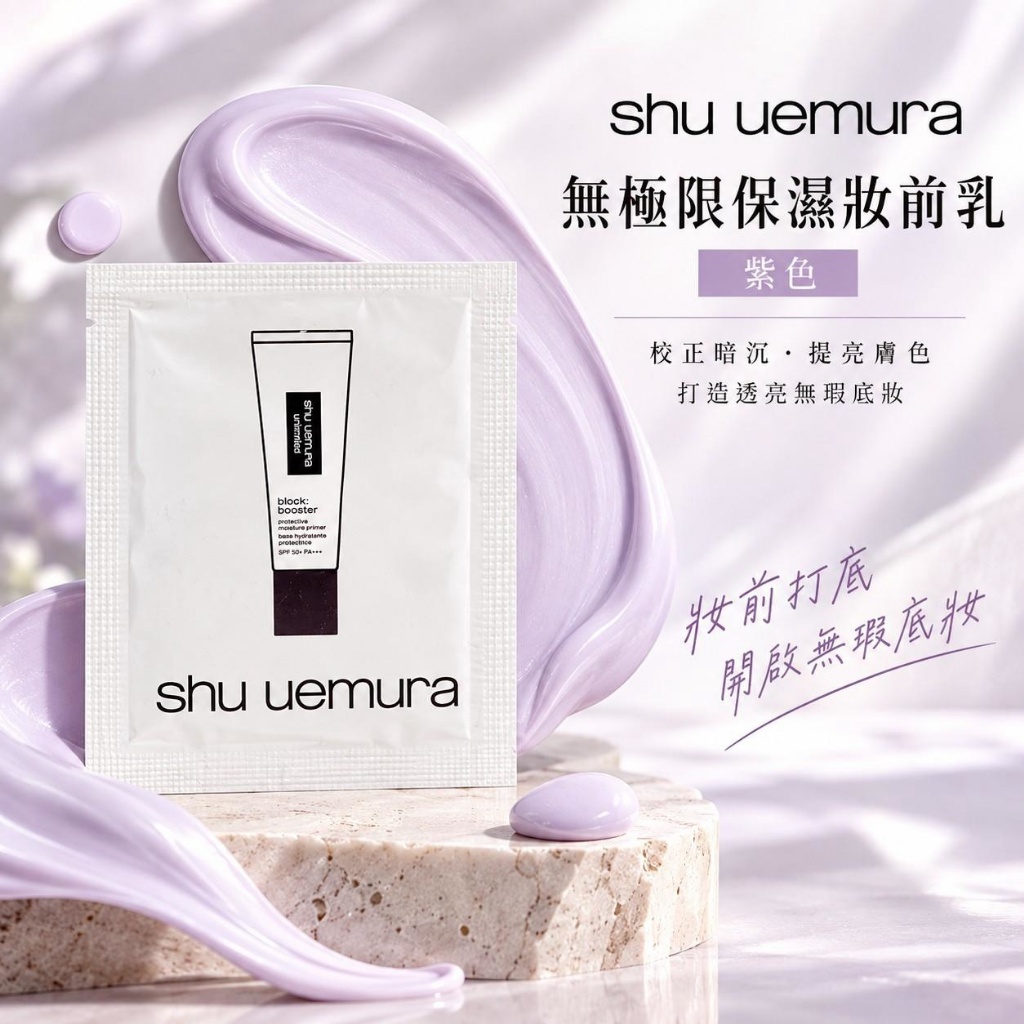 shu uemura
無極限保濕妝前乳
紫色
校正暗沉・提亮膚色
打造透亮無瑕底妝
妝前打底
開啟無瑕底妝
shu uemura
unlimited
block:
booster
protective
moisture primer
base hydratante
protectrice
SPF 50+ PA+++
shu uemura